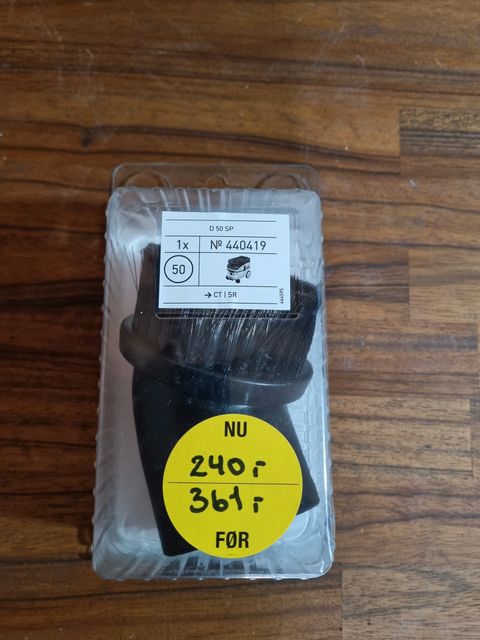 D 50 SP
1x
№ 440419
50
→ CT | SR
NU
240,-
361,-
FØR